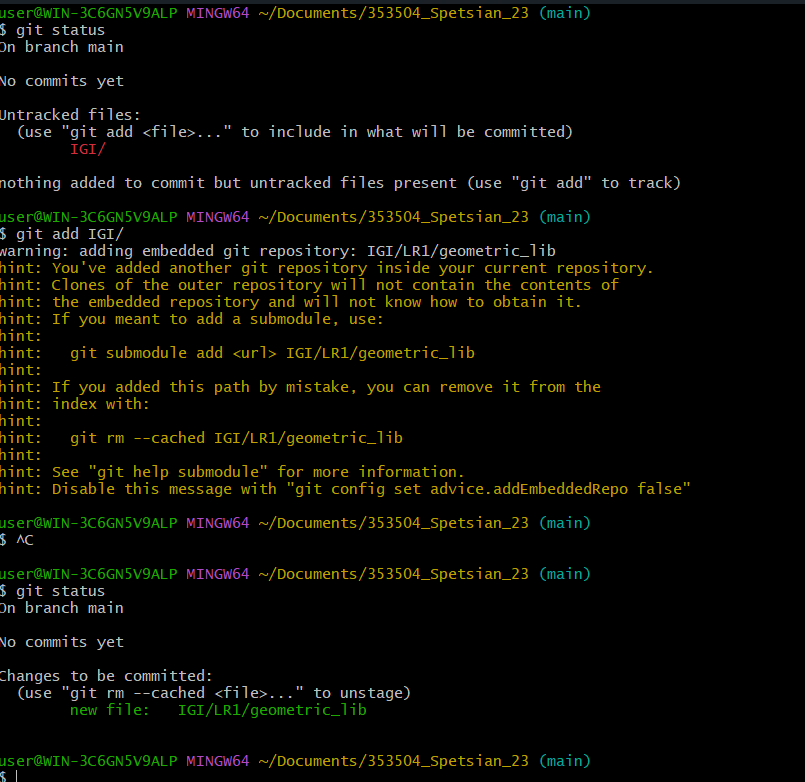 user@WIN-3C6GN5V9ALP MINGW64 ~/Documents/353504_Spetsian_23 (main)
$ git status
On branch main
No commits yet
Untracked files:
(use "git add <file>..." to include in what will be committed)
IGI/
nothing added to commit but untracked files present (use "git add" to track)
user@WIN-3C6GN5V9ALP MINGW64 ~/Documents/353504_Spetsian_23 (main)
$ git add IGI/
warning: adding embedded git repository: IGI/LR1/geometric_lib
hint: You've added another git repository inside your current repository.
hint: Clones of the outer repository will not contain the contents of
hint: the embedded repository and will not know how to obtain it.
hint: If you meant to add a submodule, use:
hint:
hint:   git submodule add <url> IGI/LR1/geometric_lib
hint:
hint: If you added this path by mistake, you can remove it from the
hint: index with:
hint:
hint:   git rm --cached IGI/LR1/geometric_lib
hint:
hint: See "git help submodule" for more information.
hint: Disable this message with "git config set advice.addEmbeddedRepo false"
user@WIN-3C6GN5V9ALP MINGW64 ~/Documents/353504_Spetsian_23 (main)
$ ^C
user@WIN-3C6GN5V9ALP MINGW64 ~/Documents/353504_Spetsian_23 (main)
$ git status
On branch main
No commits yet
Changes to be committed:
(use "git rm --cached <file>..." to unstage)
new file:   IGI/LR1/geometric_lib
user@WIN-3C6GN5V9ALP MINGW64 ~/Documents/353504_Spetsian_23 (main)
$